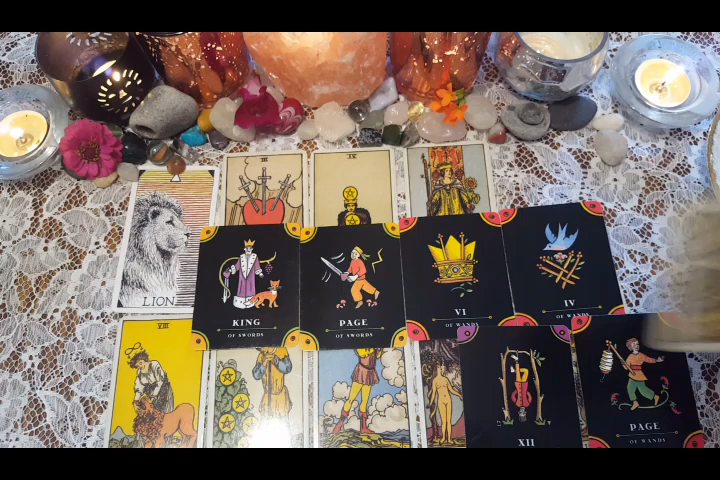 III
IV
LION
KING
OF SWORDS
PAGE
OF SWORDS
VI
OF WANDS
IV
OF WANDS
VIII
XII
PAGE
OF WANDS